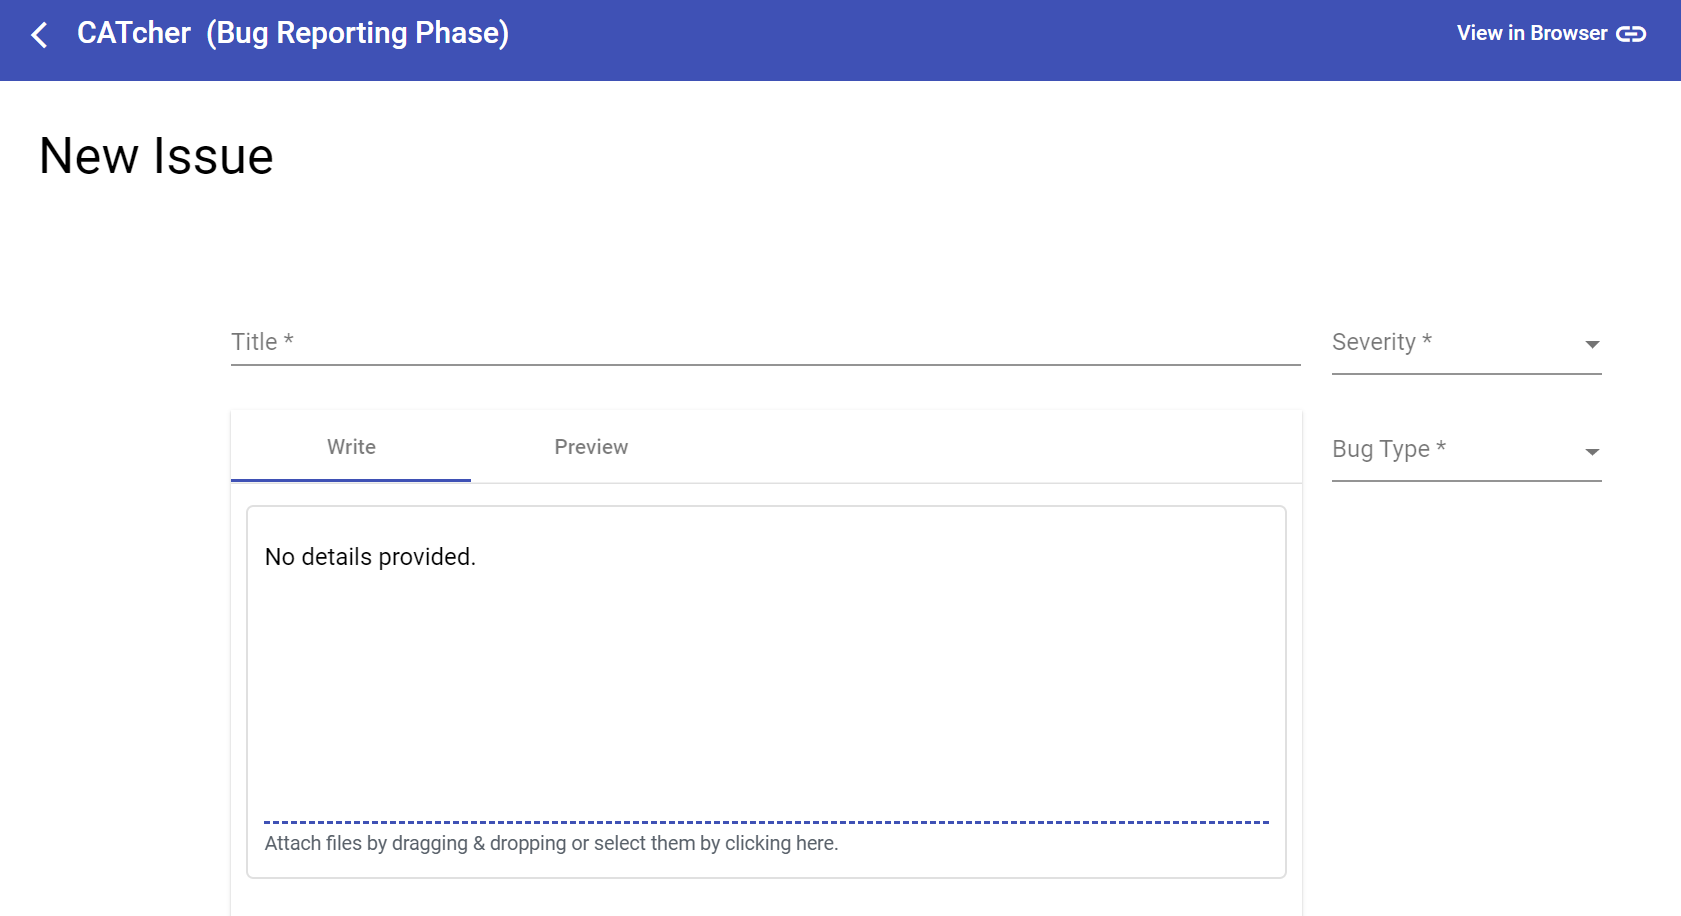 CATcher (Bug Reporting Phase)
View in Browser
New Issue
Title *
Severity *
Write
Preview
Bug Type *
No details provided.
Attach files by dragging & dropping or select them by clicking here.